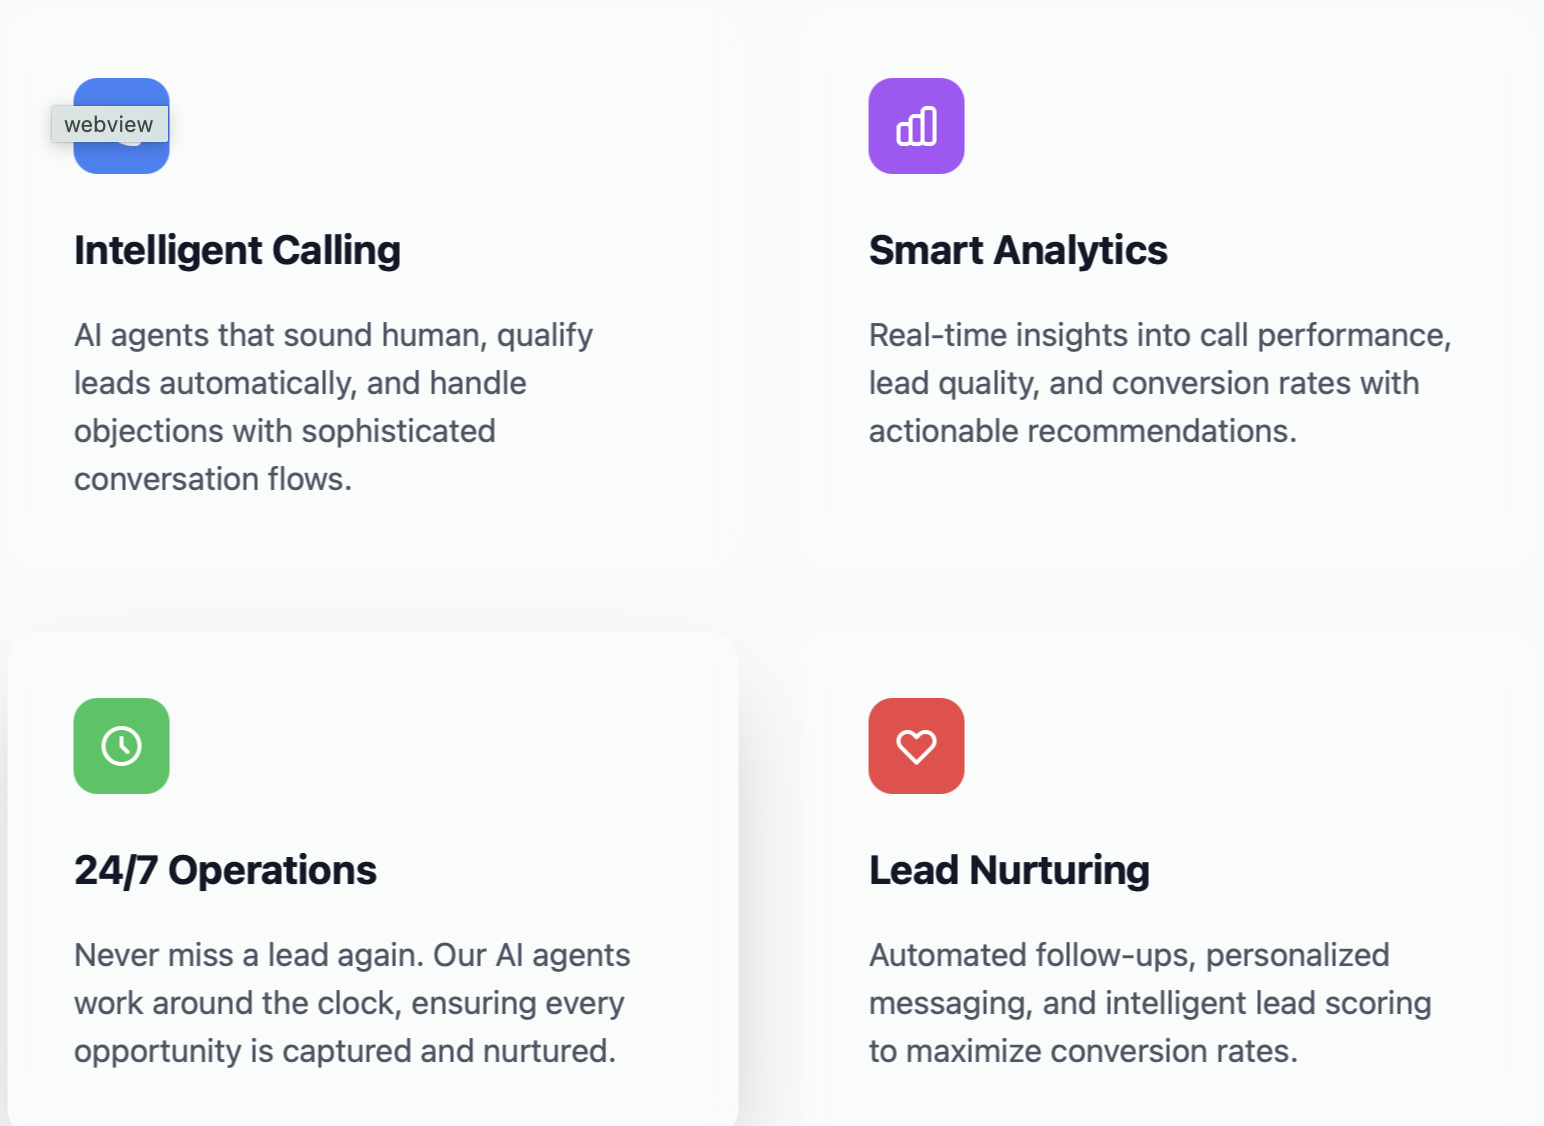 webview
Intelligent Calling
AI agents that sound human, qualify
leads automatically, and handle
objections with sophisticated
conversation flows.
Smart Analytics
Real-time insights into call performance,
lead quality, and conversion rates with
actionable recommendations.
24/7 Operations
Never miss a lead again. Our AI agents
work around the clock, ensuring every
opportunity is captured and nurtured.
Lead Nurturing
Automated follow-ups, personalized
messaging, and intelligent lead scoring
to maximize conversion rates.